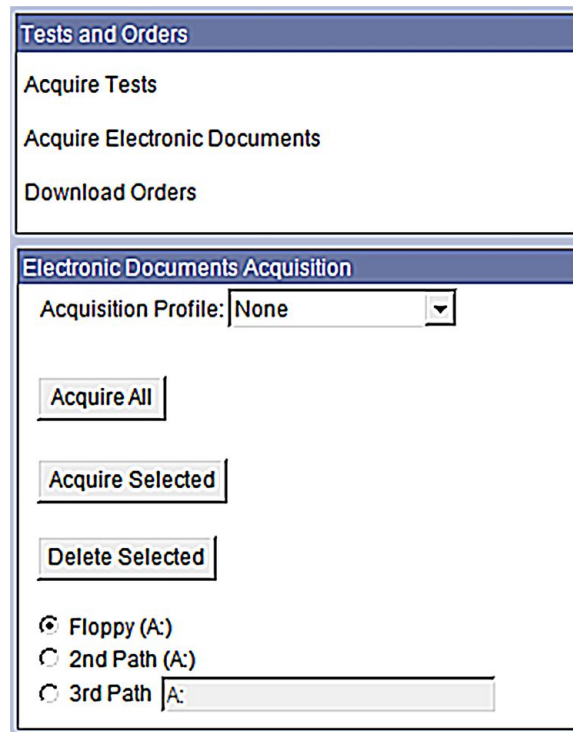 Tests and Orders
Acquire Tests
Acquire Electronic Documents
Download Orders
Electronic Documents Acquisition
Acquisition Profile: None
Acquire All
Acquire Selected
Delete Selected
Floppy (A:)
2nd Path (A:)
3rd Path A: